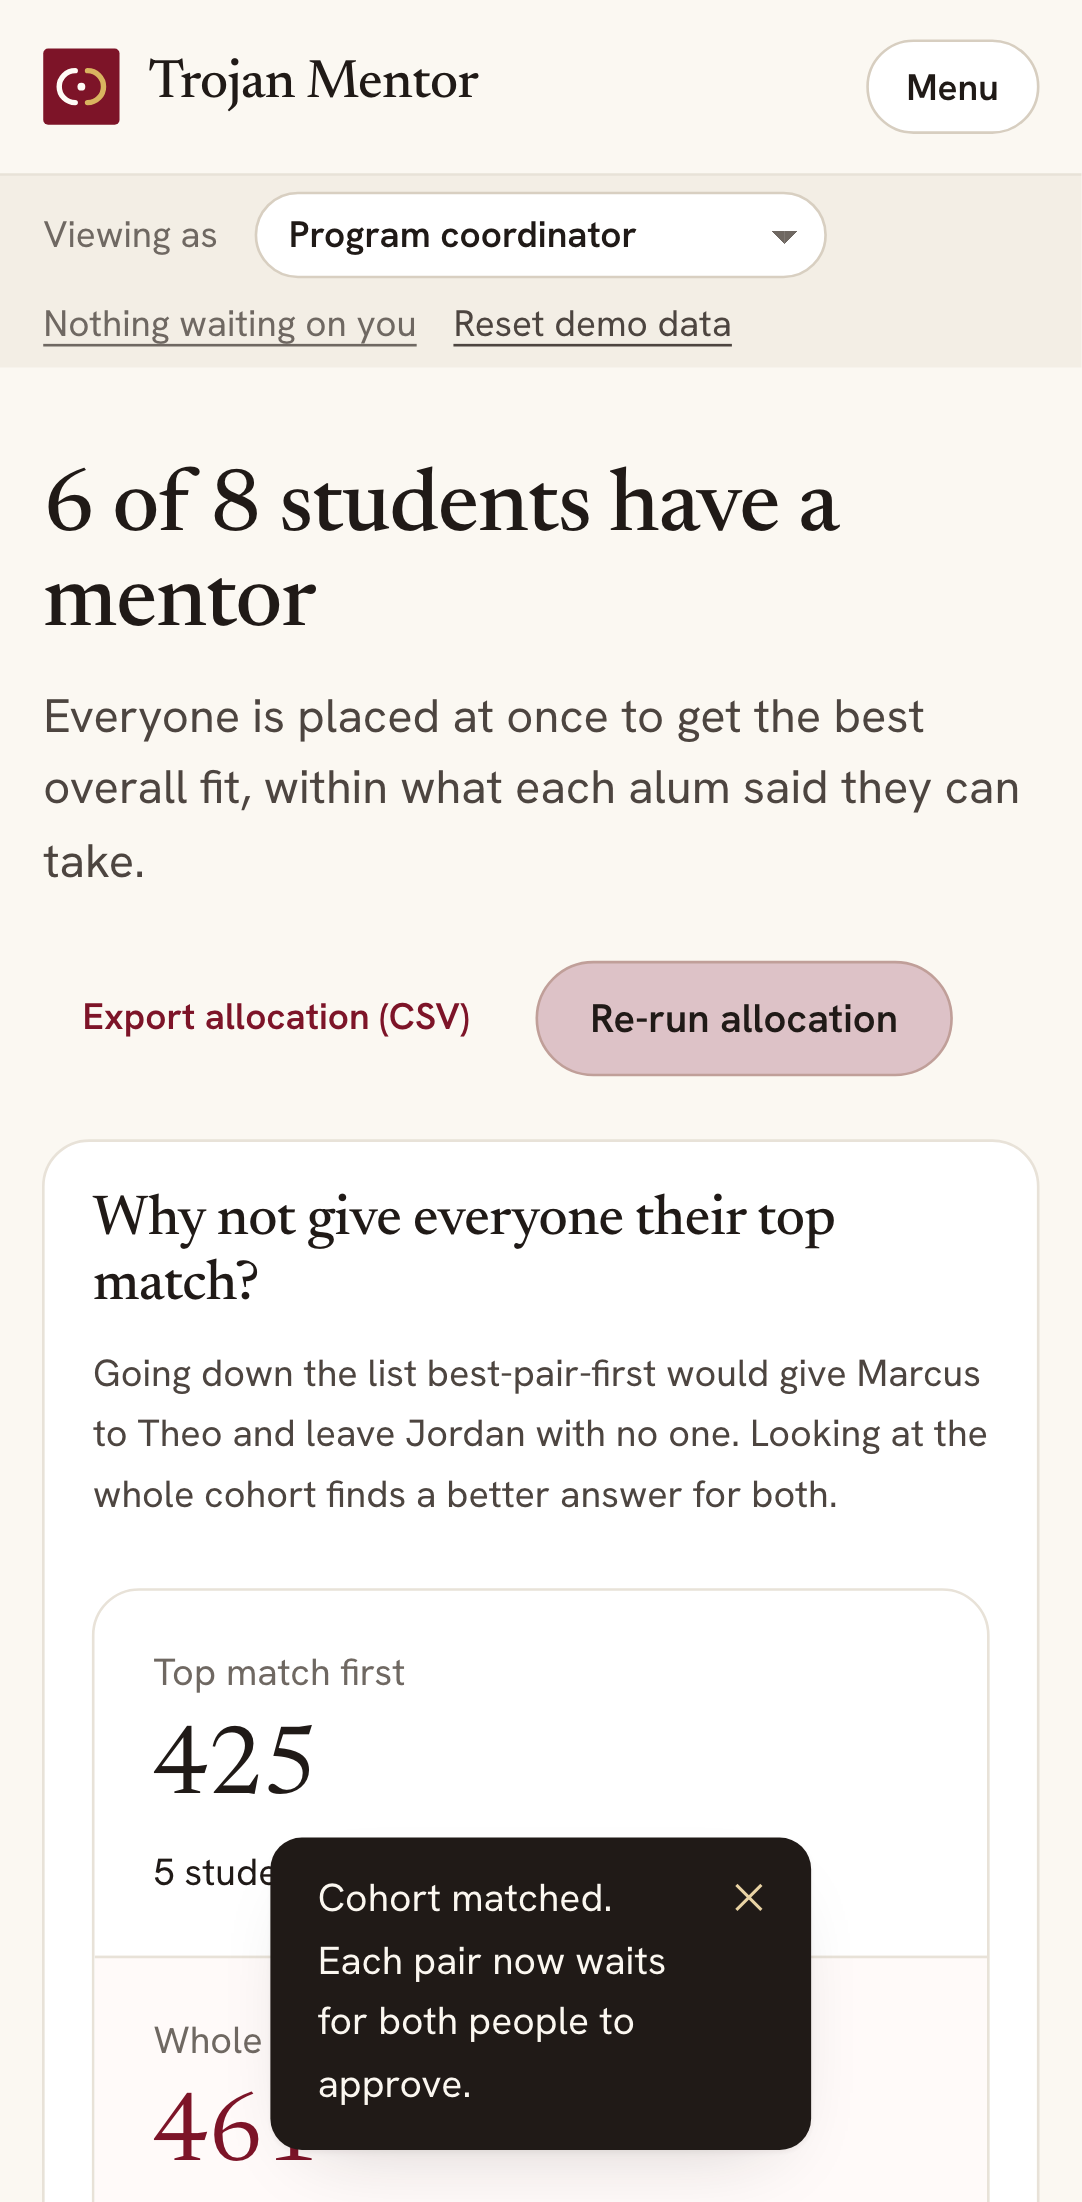 Trojan Mentor
Menu
Viewing as
Program coordinator
Nothing waiting on you
Reset demo data
6 of 8 students have a
mentor
Everyone is placed at once to get the best
overall fit, within what each alum said they can
take.
Export allocation (CSV)
Re-run allocation
Why not give everyone their top
match?
Going down the list best-pair-first would give Marcus
to Theo and leave Jordan with no one. Looking at the
whole cohort finds a better answer for both.
Top match first
425
5
Whole
Cohort matched.
Each pair now waits
for both people to
approve.